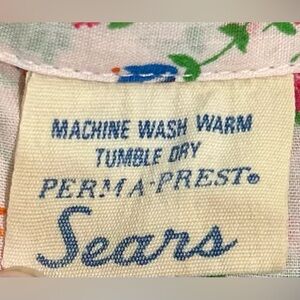 MACHINE WASH WARM
TUMBLE DRY
PERMA-PREST®
Sears